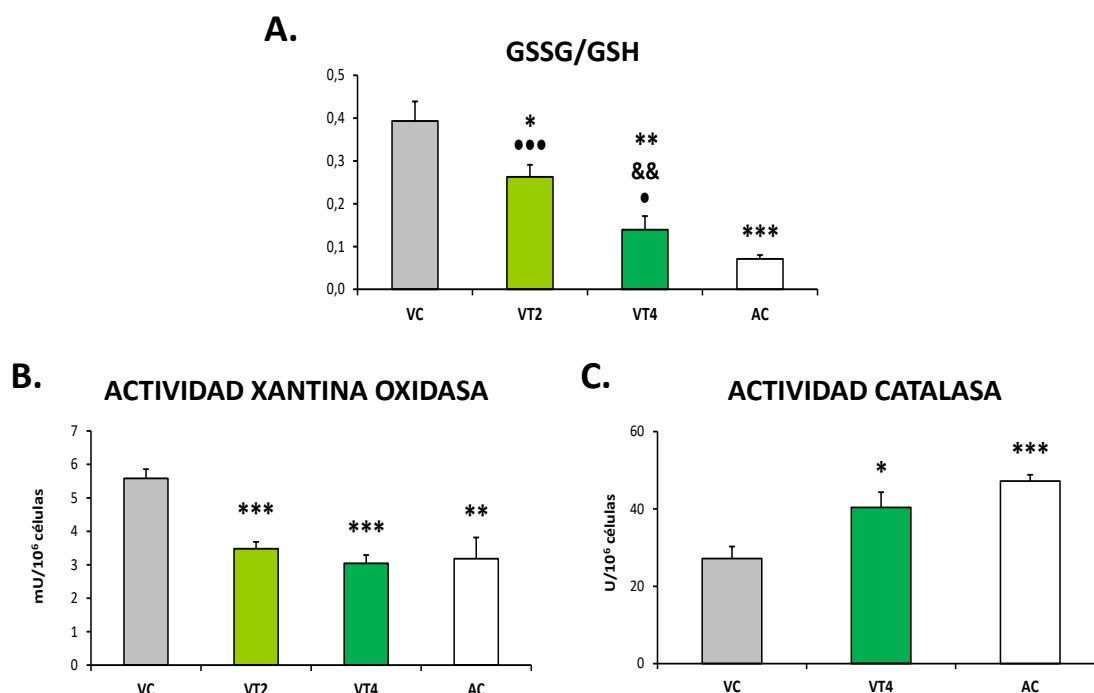 A.
GSSG/GSH
0,5
0,4
0,3
0,2
0,1
0,0
*
●●●
**
&&
●
***
VC VT2 VT4 AC
B.
ACTIVIDAD XANTINA OXIDASA
mU/10⁶ células
7
6
5
4
3
2
1
0
***
***
**
VC VT2 VT4 AC
C.
ACTIVIDAD CATALASA
U/10⁶ células
60
40
20
0
*
***
VC VT4 AC